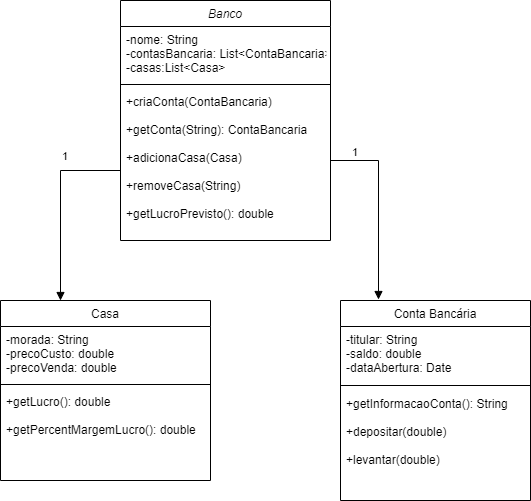 Banco
-nome: String
-contasBancaria: List<ContaBancaria>
-casas:List<Casa>
+criaConta(ContaBancaria)
+getConta(String): ContaBancaria
+adicionaCasa(Casa)
+removeCasa(String)
+getLucroPrevisto(): double
1
1
Casa
-morada: String
-precoCusto: double
-precoVenda: double
+getLucro(): double
+getPercentMargemLucro(): double
Conta Bancária
-titular: String
-saldo: double
-dataAbertura: Date
+getInformacaoConta(): String
+depositar(double)
+levantar(double)